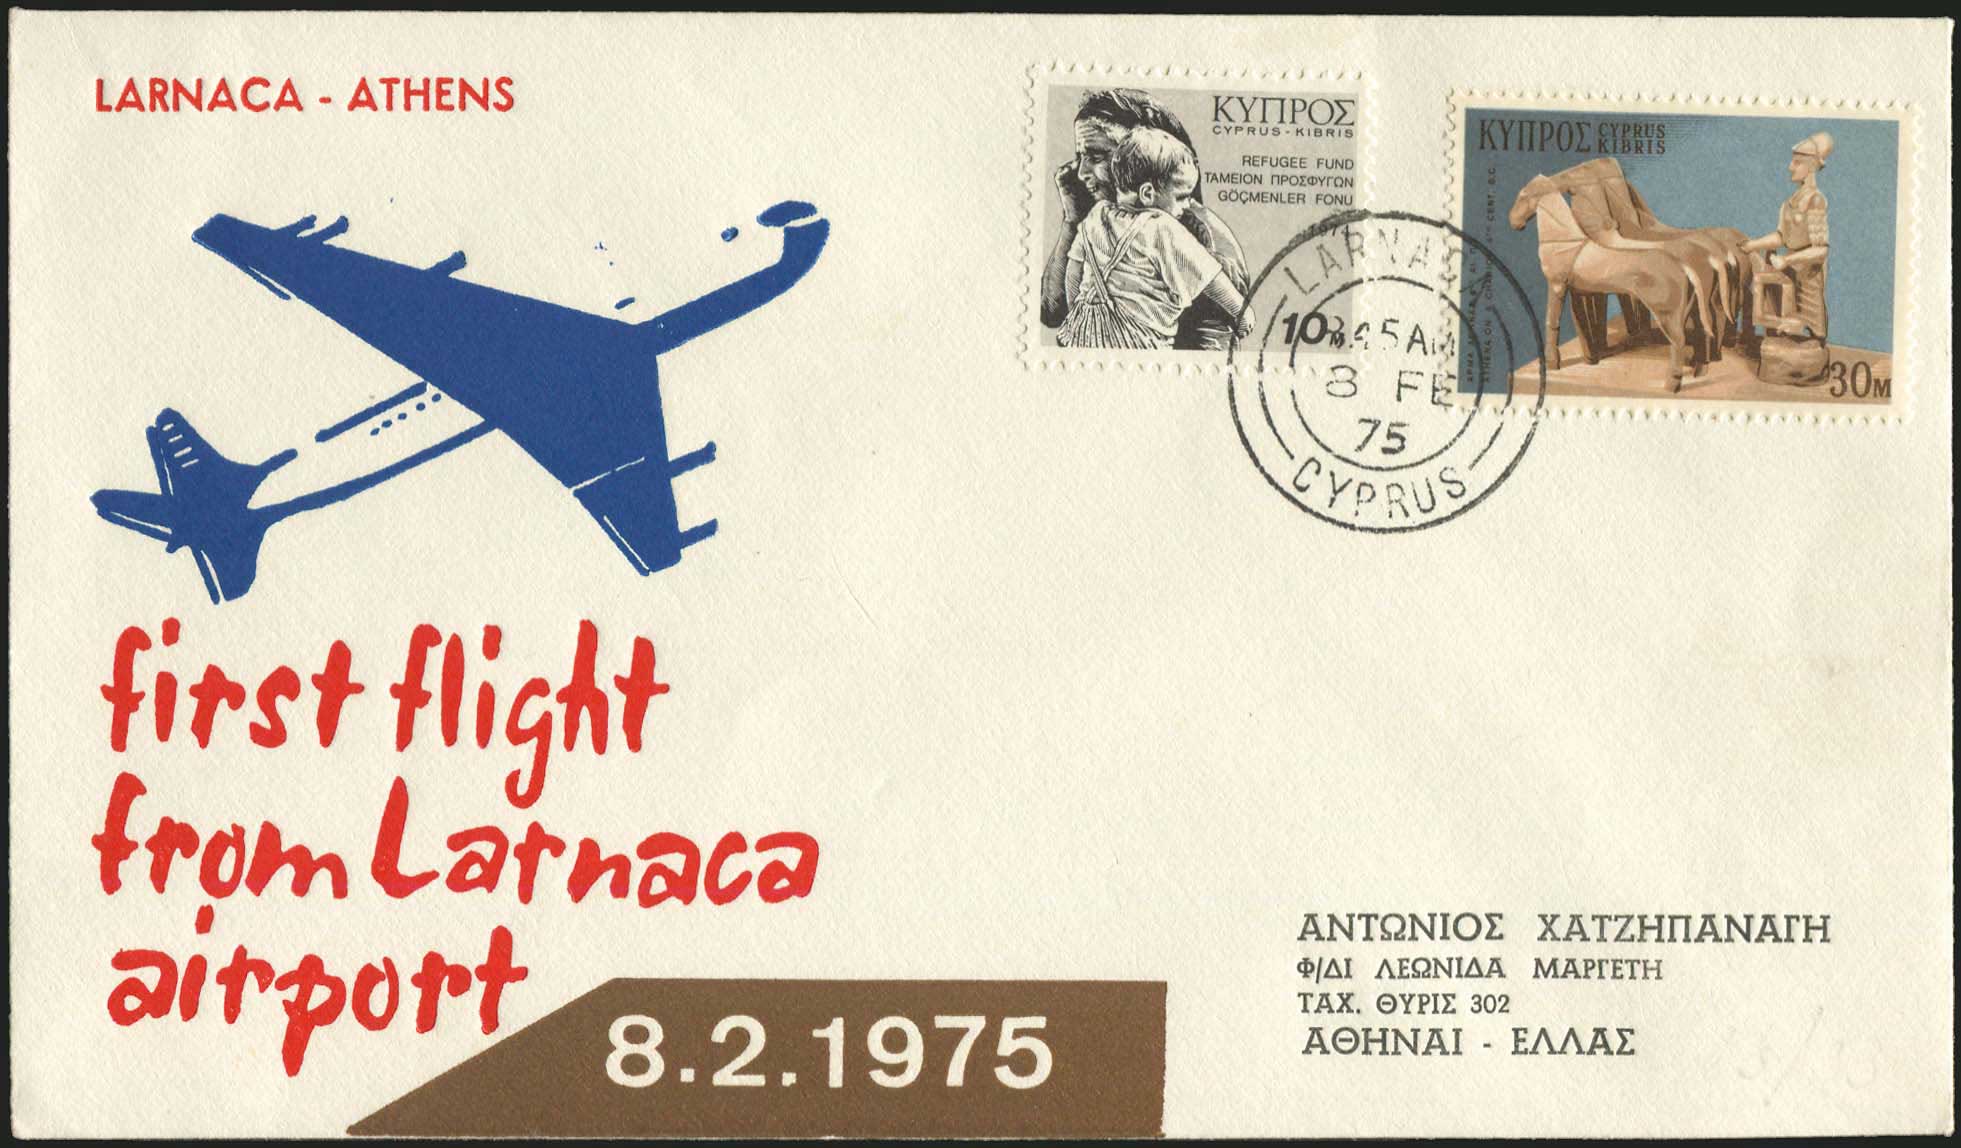 LARNACA - ATHENS
ΚΥΠΡΟΣ
CYPRUS - KIBRIS
REFUGEE FUND
ΤΑΜΕΙΟΝ ΠΡΟΣΦΥΓΩΝ
GÖÇMENLER FONU
10M
ΚΥΠΡΟΣ CYPRUS
KIBRIS
4TH CENT. B.C.
30M
LARNACA
45 AM
8 FE
75
CYPRUS
first flight
from Larnaca
airport
8.2.1975
ΑΝΤΩΝΙΟΣ ΧΑΤΖΗΠΑΝΑΓΗ
Φ/ΔΙ ΛΕΩΝΙΔΑ ΜΑΡΓΕΤΗ
ΤΑΧ. ΘΥΡΙΣ 302
ΑΘΗΝΑΙ - ΕΛΛΑΣ